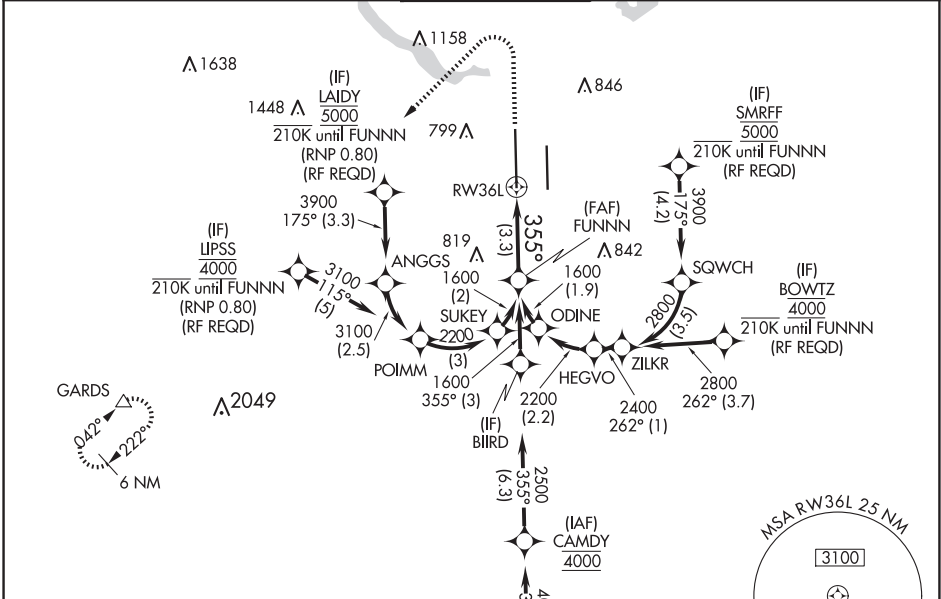 1158
1638
846
1448
(IF)
LAIDY
5000
210K until FUNNN
(RNP 0.80)
(RF REQD)
799
(IF)
SMRFF
5000
210K until FUNNN
(RF REQD)
RW36L
3900
175° (3.3)
355°
(3.3)
(FAF)
FUNNN
3900
175°
(4.2)
(IF)
LIPSS
4000
210K until FUNNN
(RNP 0.80)
(RF REQD)
819
842
ANGGS
SQWCH
3100
115°
(5)
1600
(2)
1600
(1.9)
(IF)
BOWTZ
4000
210K until FUNNN
(RF REQD)
3100
(2.5)
SUKEY
ODINE
2800
(3.5)
POIMM
2200
(3)
HEGVO
ZILKR
1600
355° (3)
(IF)
BIIRD
2200
(2.2)
2400
262° (1)
2800
262° (3.7)
GARDS
2049
042°
222°
6 NM
2500
355°
(6.3)
(IAF)
CAMDY
4000
MSA RW36L 25 NM
3100